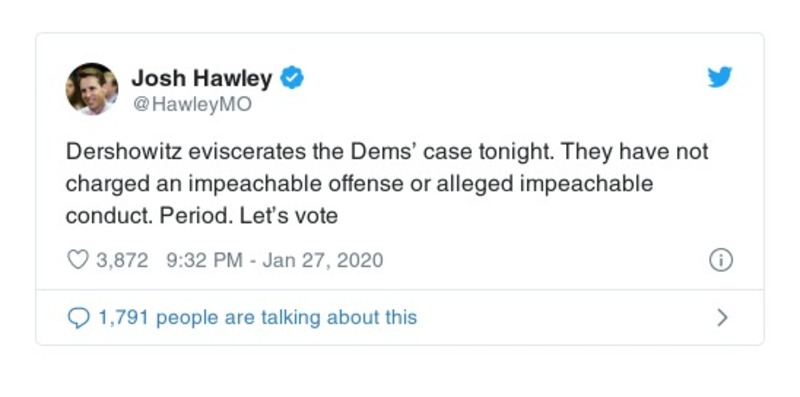 Josh Hawley
@HawleyMO
Dershowitz eviscerates the Dems’ case tonight. They have not
charged an impeachable offense or alleged impeachable
conduct. Period. Let’s vote
3,872 9:32 PM - Jan 27, 2020
1,791 people are talking about this